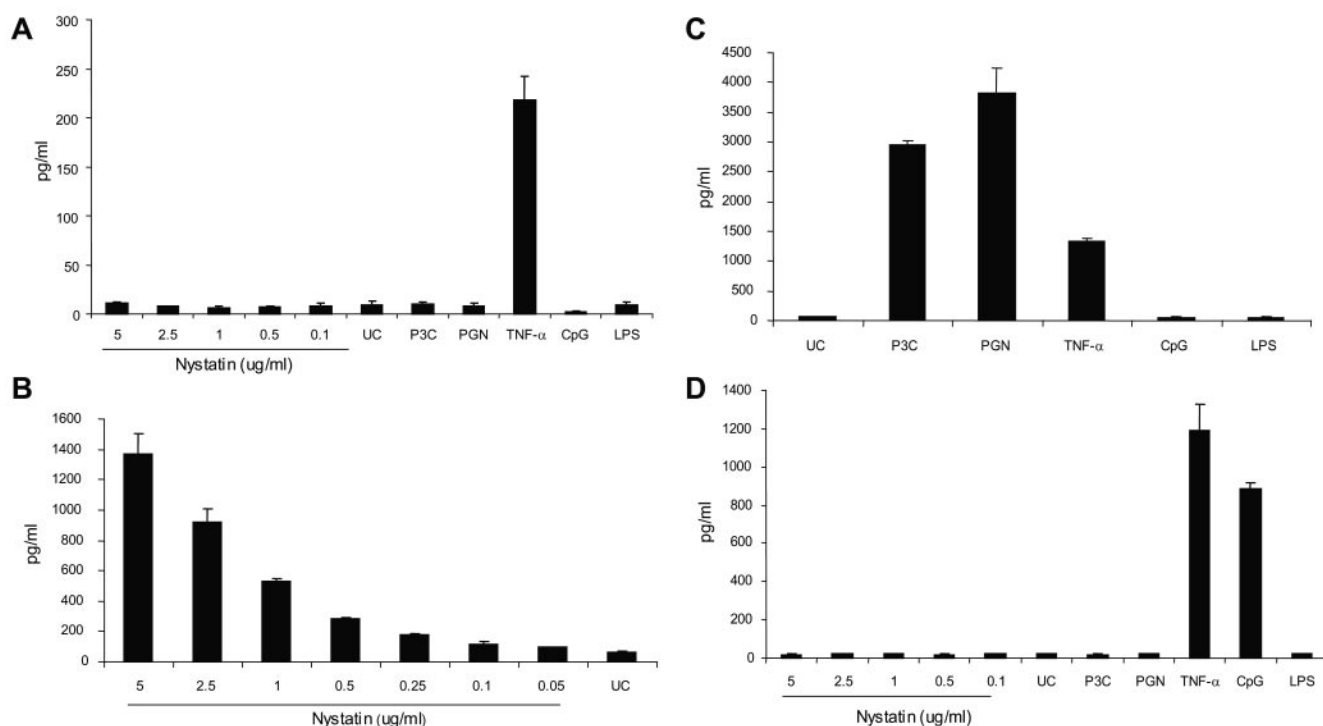 A
300
250
200
150
100
50
0
pg/ml
5 2.5 1 0.5 0.1 UC P3C PGN TNF-α CpG LPS
Nystatin (ug/ml)
B
1600
1400
1200
1000
800
600
400
200
0
pg/ml
5 2.5 1 0.5 0.25 0.1 0.05 UC
Nystatin (ug/ml)
C
4500
4000
3500
3000
2500
2000
1500
1000
500
0
pg/ml
UC P3C PGN TNF-α CpG LPS
D
1400
1200
1000
800
600
400
200
0
pg/ml
5 2.5 1 0.5 0.1 UC P3C PGN TNF-α CpG LPS
Nystatin (ug/ml)